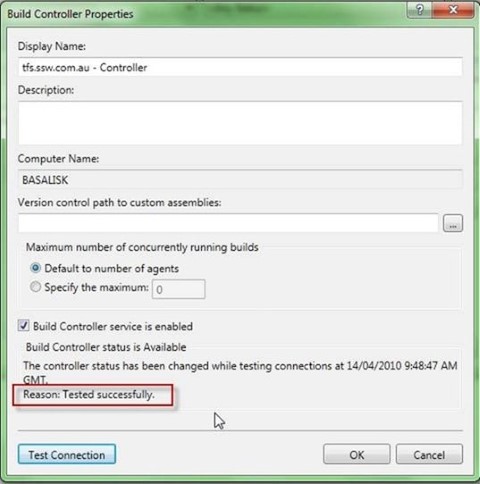 Build Controller Properties
Display Name:
tfs.ssw.com.au - Controller
Description:
Computer Name:
BASALISK
Version control path to custom assemblies:
...
Maximum number of concurrently running builds
Default to number of agents
Specify the maximum: 0
Build Controller service is enabled
Build Controller status is Available
The controller status has been changed while testing connections at 14/04/2010 9:48:47 AM
GMT.
Reason: Tested successfully.
Test Connection OK Cancel